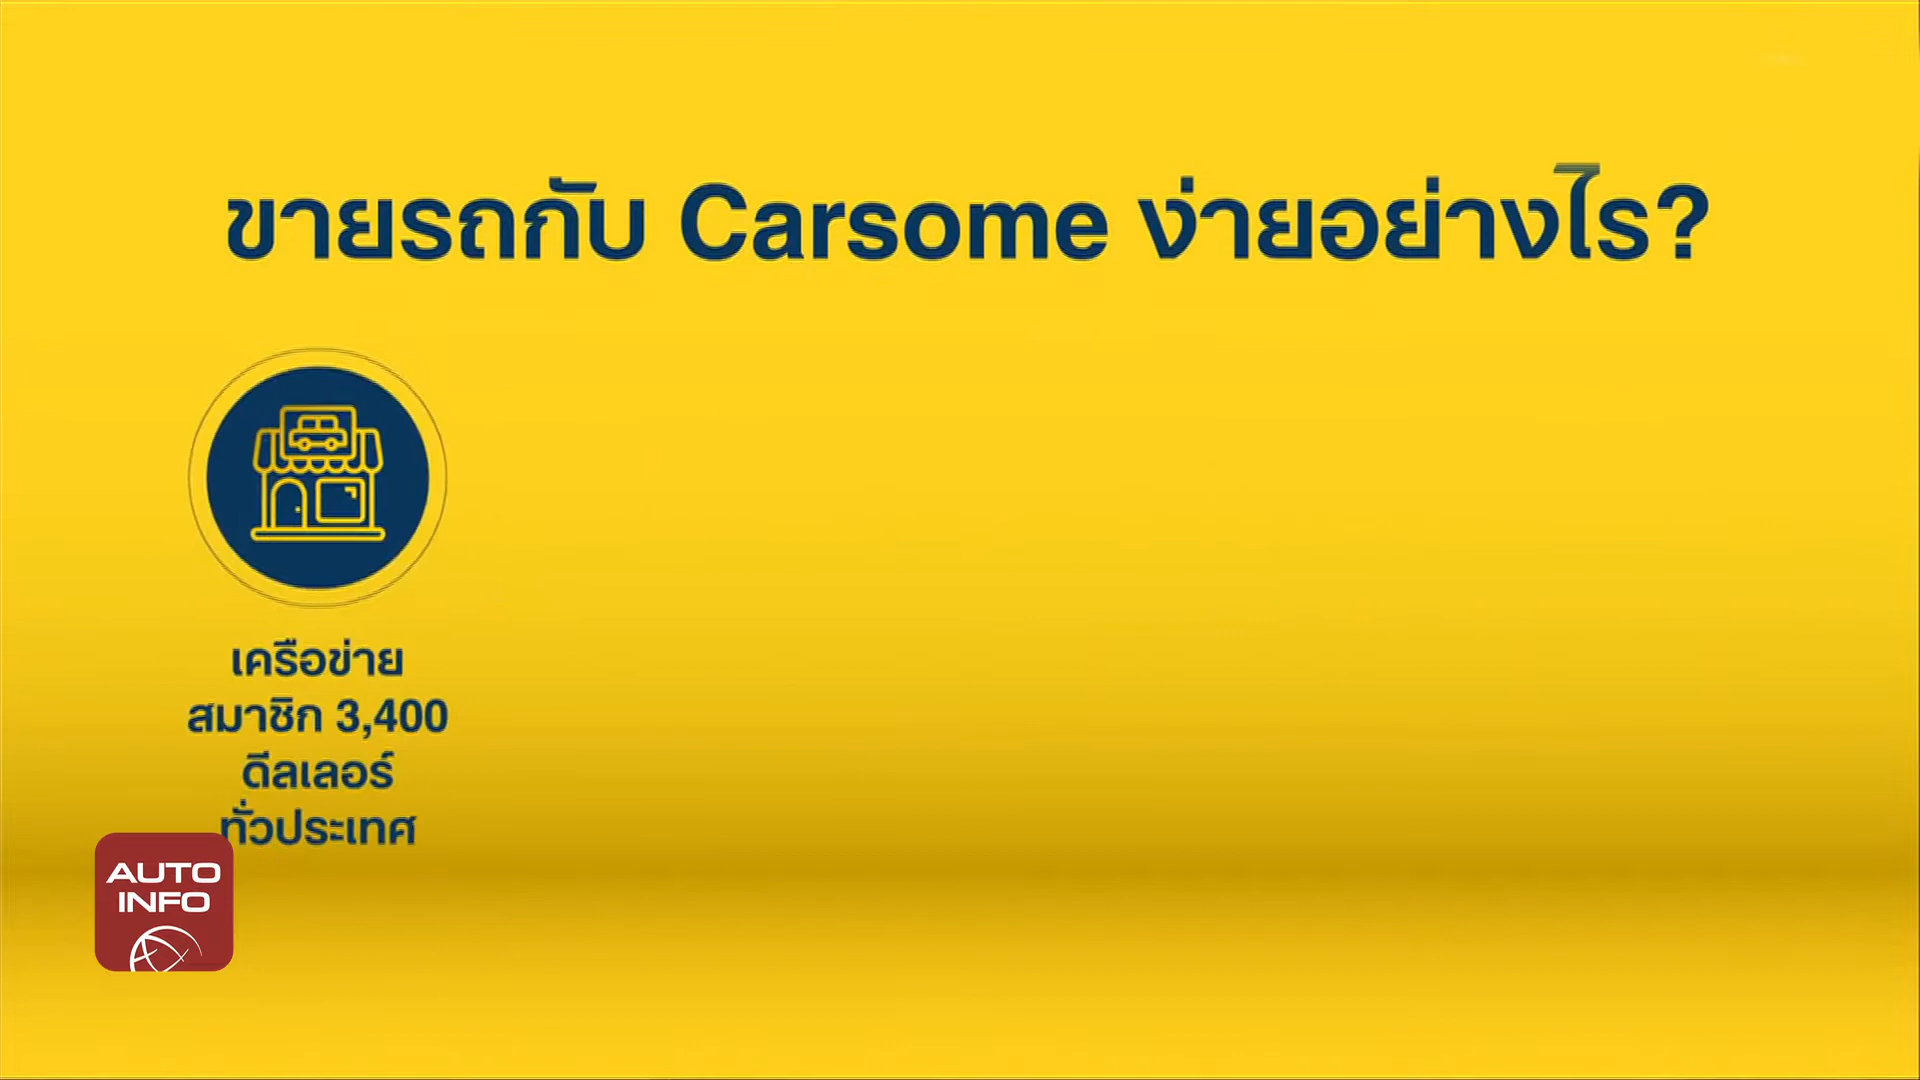 ขายรถกับ Carsome ง่ายอย่างไร?
เครือข่าย
สมาชิก 3,400
ดีลเลอร์
ทั่วประเทศ
AUTO
INFO